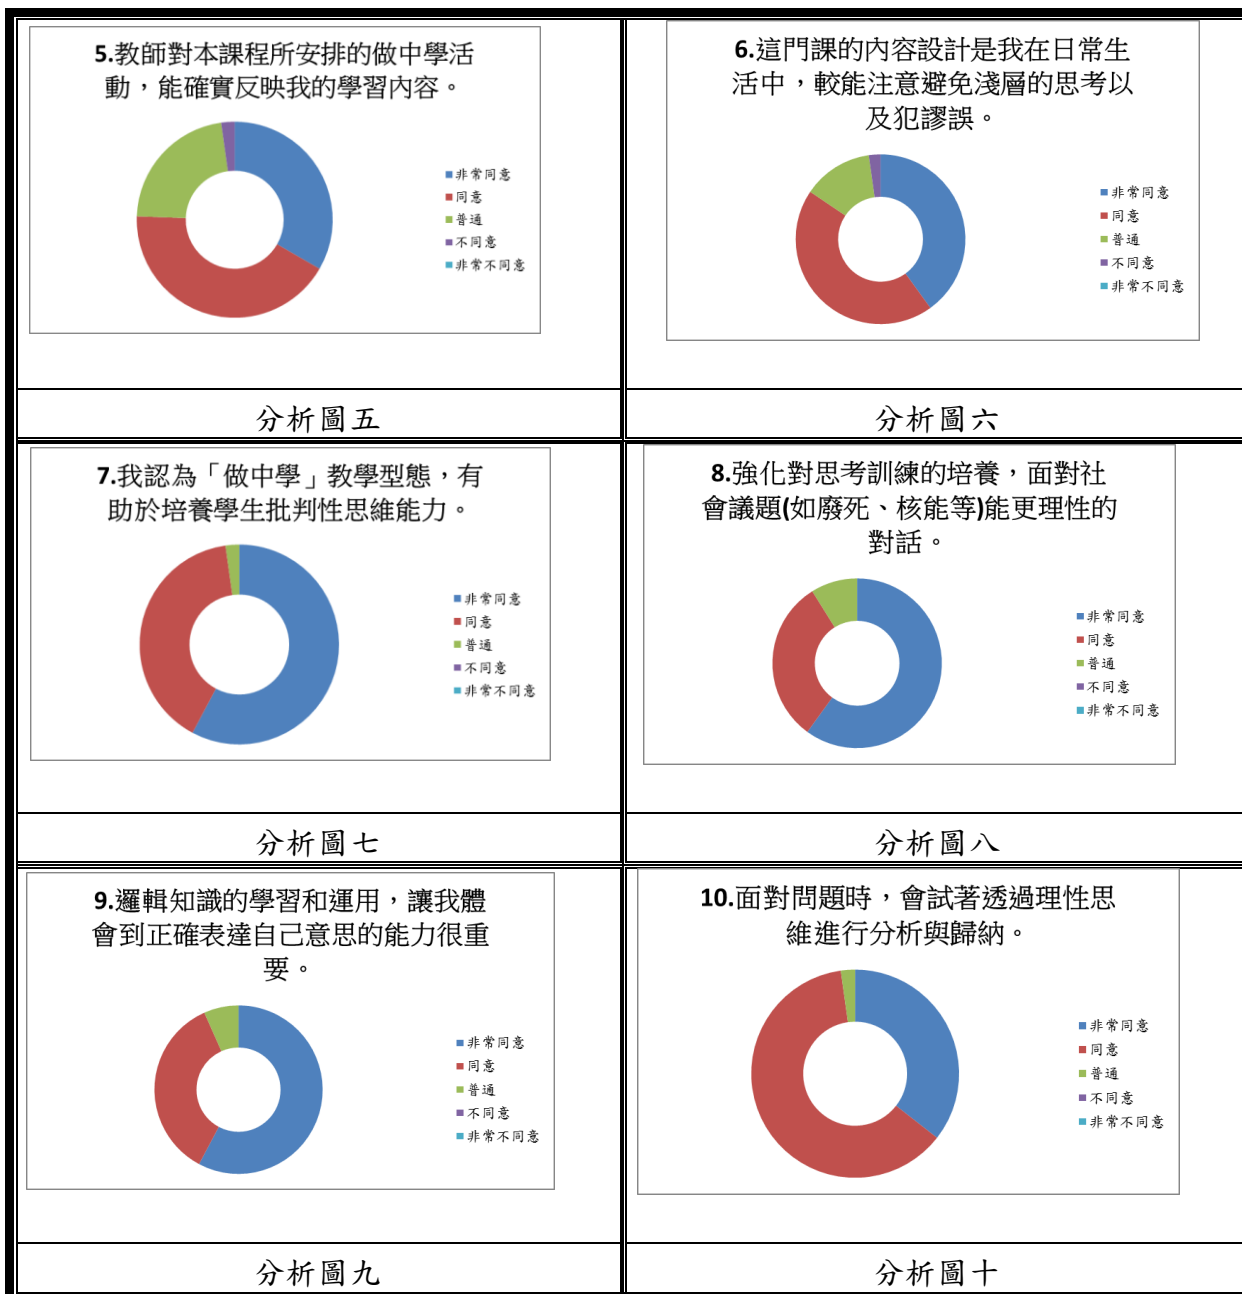 5.教師對本課程所安排的做中學活
動，能確實反映我的學習內容。
非常同意
同意
普通
不同意
非常不同意
分析圖五
6.這門課的內容設計是我在日常生
活中，較能注意避免淺層的思考以
及犯謬誤。
非常同意
同意
普通
不同意
非常不同意
分析圖六
7.我認為「做中學」教學型態，有
助於培養學生批判性思維能力。
非常同意
同意
普通
不同意
非常不同意
分析圖七
8.強化對思考訓練的培養，面對社
會議題(如廢死、核能等)能更理性的
對話。
非常同意
同意
普通
不同意
非常不同意
分析圖八
9.邏輯知識的學習和運用，讓我體
會到正確表達自己意思的能力很重
要。
非常同意
同意
普通
不同意
非常不同意
分析圖九
10.面對問題時，會試著透過理性思
維進行分析與歸納。
非常同意
同意
普通
不同意
非常不同意
分析圖十